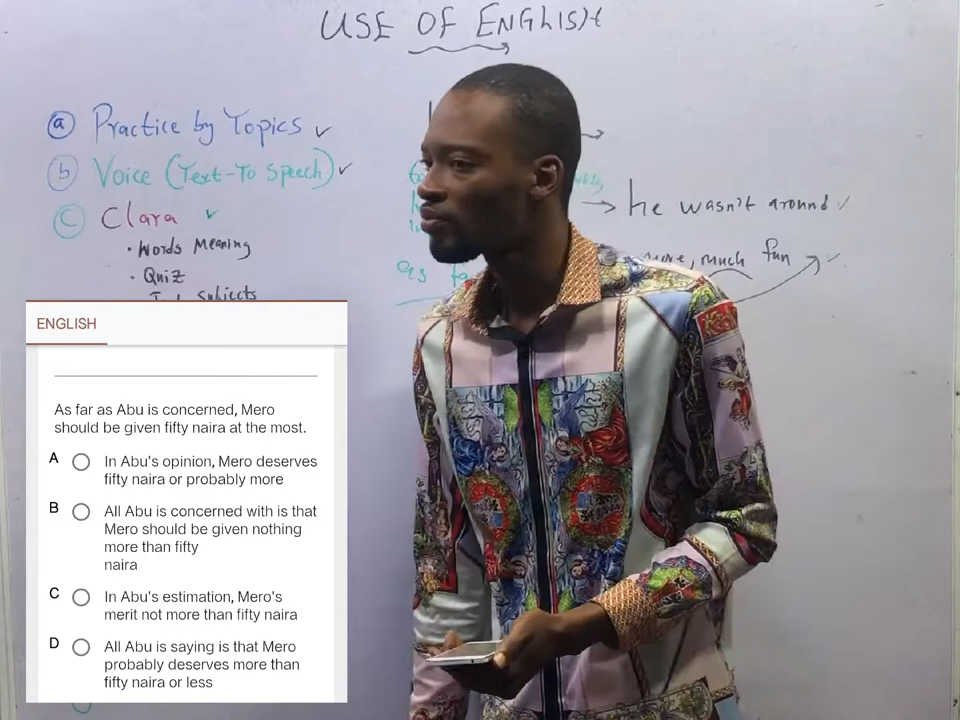 USE OF ENGLISH
(a) Practice by Topics ✓
(b) Voice (Text-To Speech) ✓
(c) Clara ✓
• Words Meaning
• Quiz
subjects
→ he wasn't around ✓
much fun
as
ENGLISH
As far as Abu is concerned, Mero
should be given fifty naira at the most.
A In Abu's opinion, Mero deserves
fifty naira or probably more
B All Abu is concerned with is that
Mero should be given nothing
more than fifty
naira
C In Abu's estimation, Mero's
merit not more than fifty naira
D All Abu is saying is that Mero
probably deserves more than
fifty naira or less